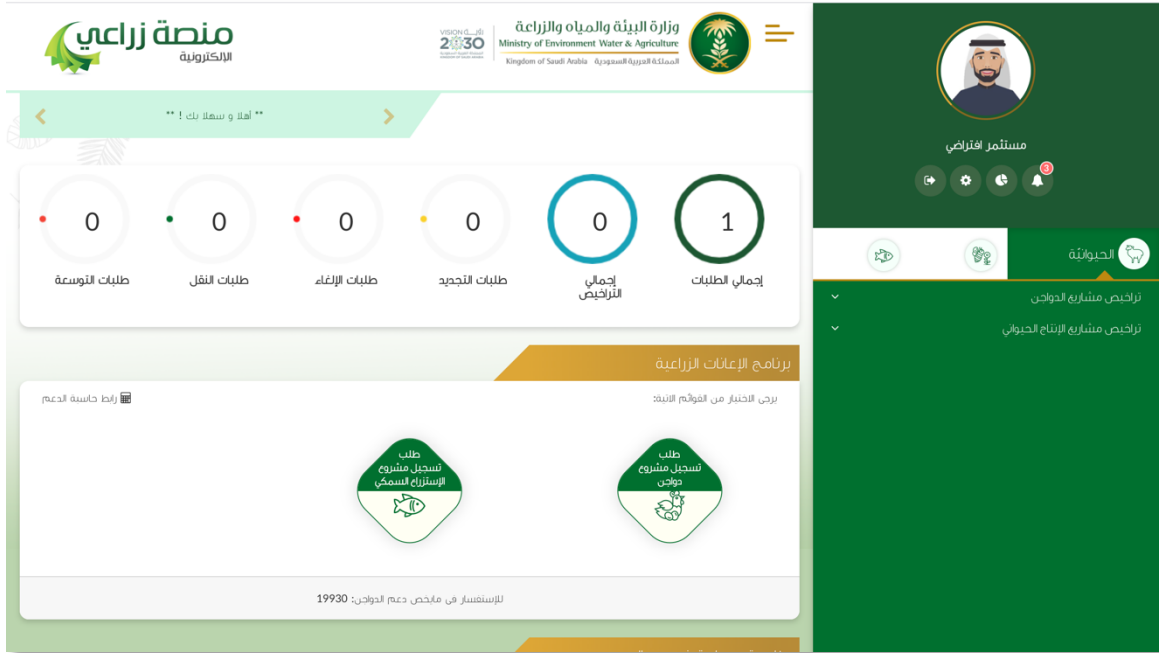 وزارة البيئة والمياه والزراعة
Ministry of Environment Water & Agriculture
المملكة العربية السعودية Kingdom of Saudi Arabia
VISION رؤيــة
2030
منصة زراعي
الإلكترونية
** أهلا و سهلا بك ! **
مستثمر افتراضي
3
الحيوانيّة
تراخيص مشاريع الدواجن
تراخيص مشاريع الإنتاج الحيواني
1
إجمالي الطلبات
0
إجمالي
التراخيص
0
طلبات التجديد
0
طلبات الإلغاء
0
طلبات النقل
0
طلبات التوسعة
برنامج الإعانات الزراعية
يرجى الاختيار من القوائم الاتية:
رابط حاسبة الدعم
طلب
تسجيل مشروع
دواجن
طلب
تسجيل مشروع
الإستزراع السمكي
للإستفسار فى مايخص دعم الدواجن: 19930